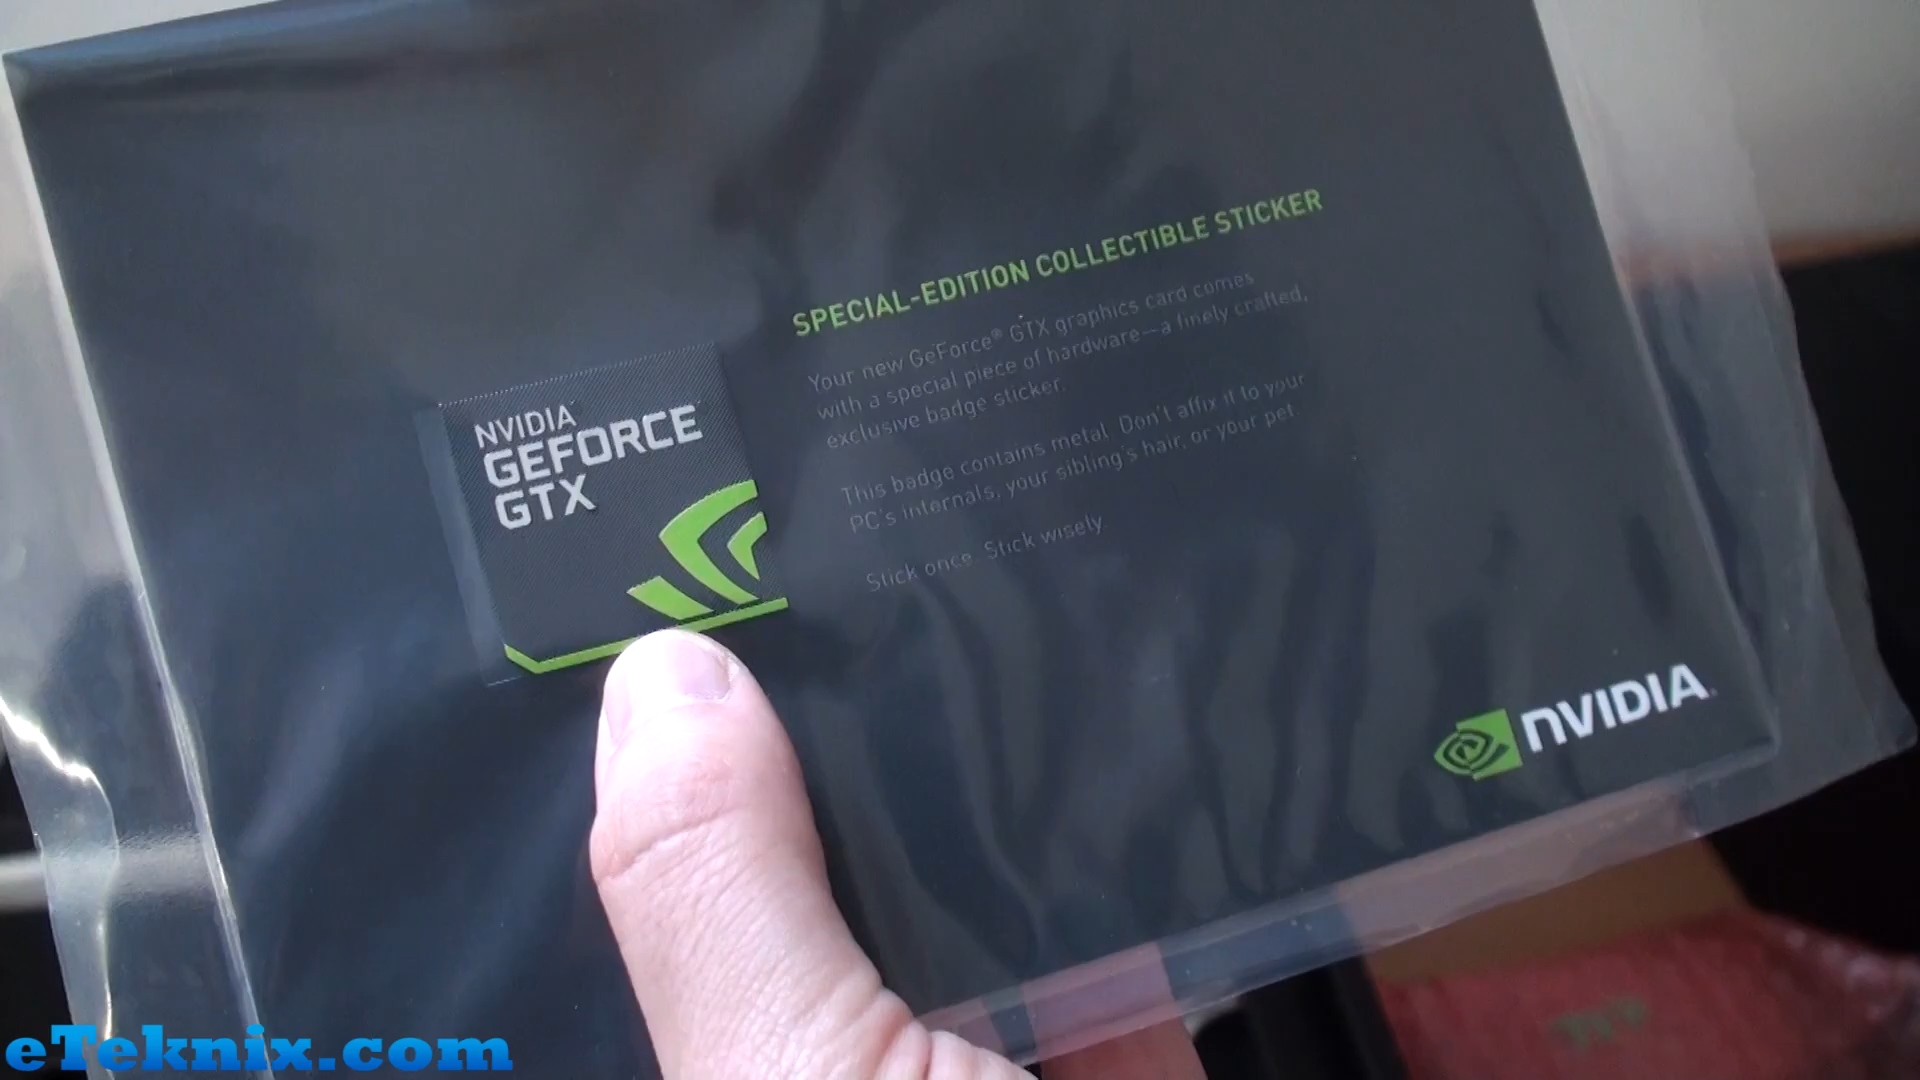 SPECIAL-EDITION COLLECTIBLE STICKER
Your new GeForce® GTX graphics card comes
with a special piece of hardware—a finely crafted,
exclusive badge sticker.
This badge contains metal. Don't affix it to your
PC's internals, your sibling's hair, or your pet.
Stick once. Stick wisely.
NVIDIA
GEFORCE
GTX
NVIDIA
eTeknix.com